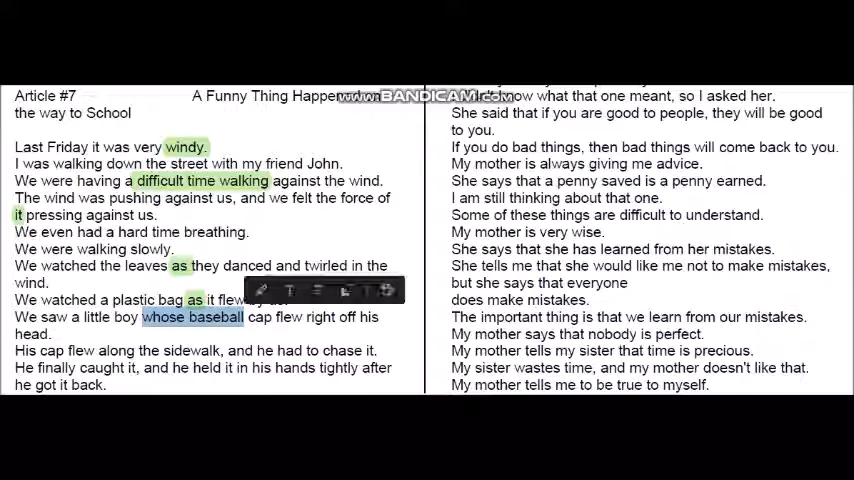 Article #7 A Funny Thing Happened on
the way to School
Last Friday it was very windy.
I was walking down the street with my friend John.
We were having a difficult time walking against the wind.
The wind was pushing against us, and we felt the force of
it pressing against us.
We even had a hard time breathing.
We were walking slowly.
We watched the leaves as they danced and twirled in the
wind.
We watched a plastic bag as it flew by us.
We saw a little boy whose baseball cap flew right off his
head.
His cap flew along the sidewalk, and he had to chase it.
He finally caught it, and he held it in his hands tightly after
he got it back.
www.BANDICAM.com
know what that one meant, so I asked her.
She said that if you are good to people, they will be good
to you.
If you do bad things, then bad things will come back to you.
My mother is always giving me advice.
She says that a penny saved is a penny earned.
I am still thinking about that one.
Some of these things are difficult to understand.
My mother is very wise.
She says that she has learned from her mistakes.
She tells me that she would like me not to make mistakes,
but she says that everyone
does make mistakes.
The important thing is that we learn from our mistakes.
My mother says that nobody is perfect.
My mother tells my sister that time is precious.
My sister wastes time, and my mother doesn't like that.
My mother tells me to be true to myself.